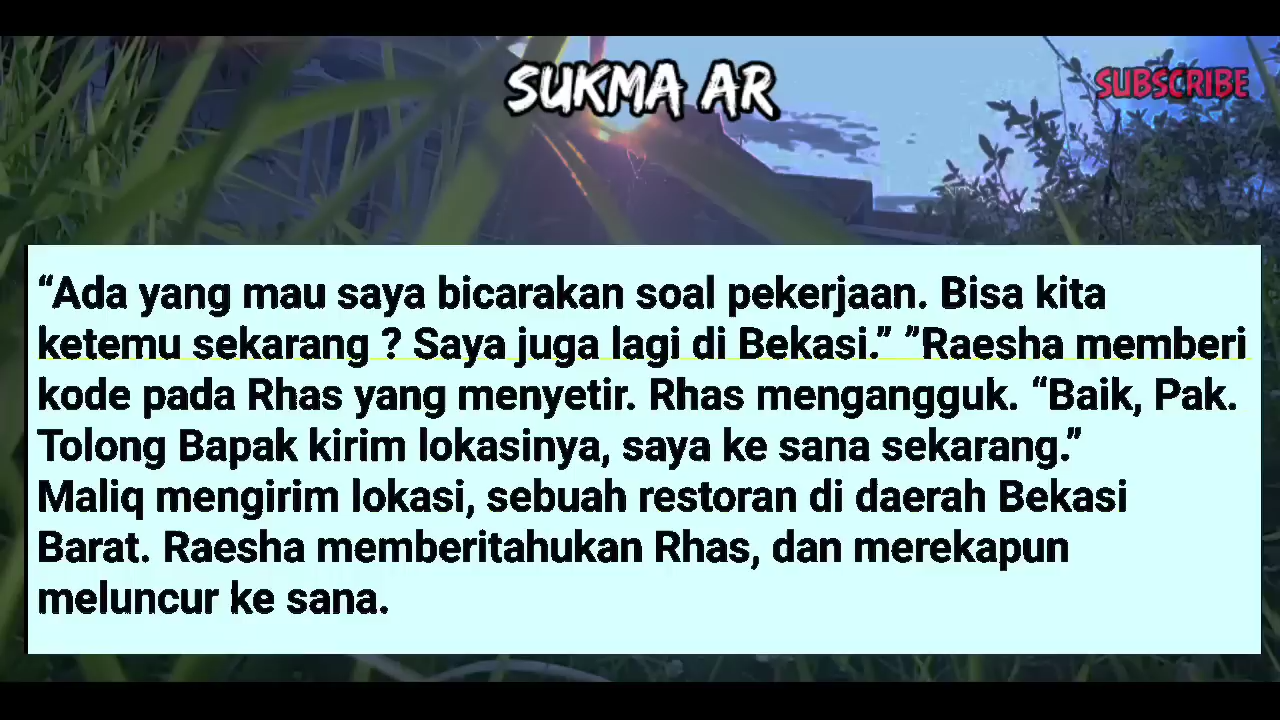 SUKMA AR
SUBSCRIBE
“Ada yang mau saya bicarakan soal pekerjaan. Bisa kita
ketemu sekarang ? Saya juga lagi di Bekasi.” ”Raesha memberi
kode pada Rhas yang menyetir. Rhas mengangguk. “Baik, Pak.
Tolong Bapak kirim lokasinya, saya ke sana sekarang.”
Maliq mengirim lokasi, sebuah restoran di daerah Bekasi
Barat. Raesha memberitahukan Rhas, dan merekapun
meluncur ke sana.